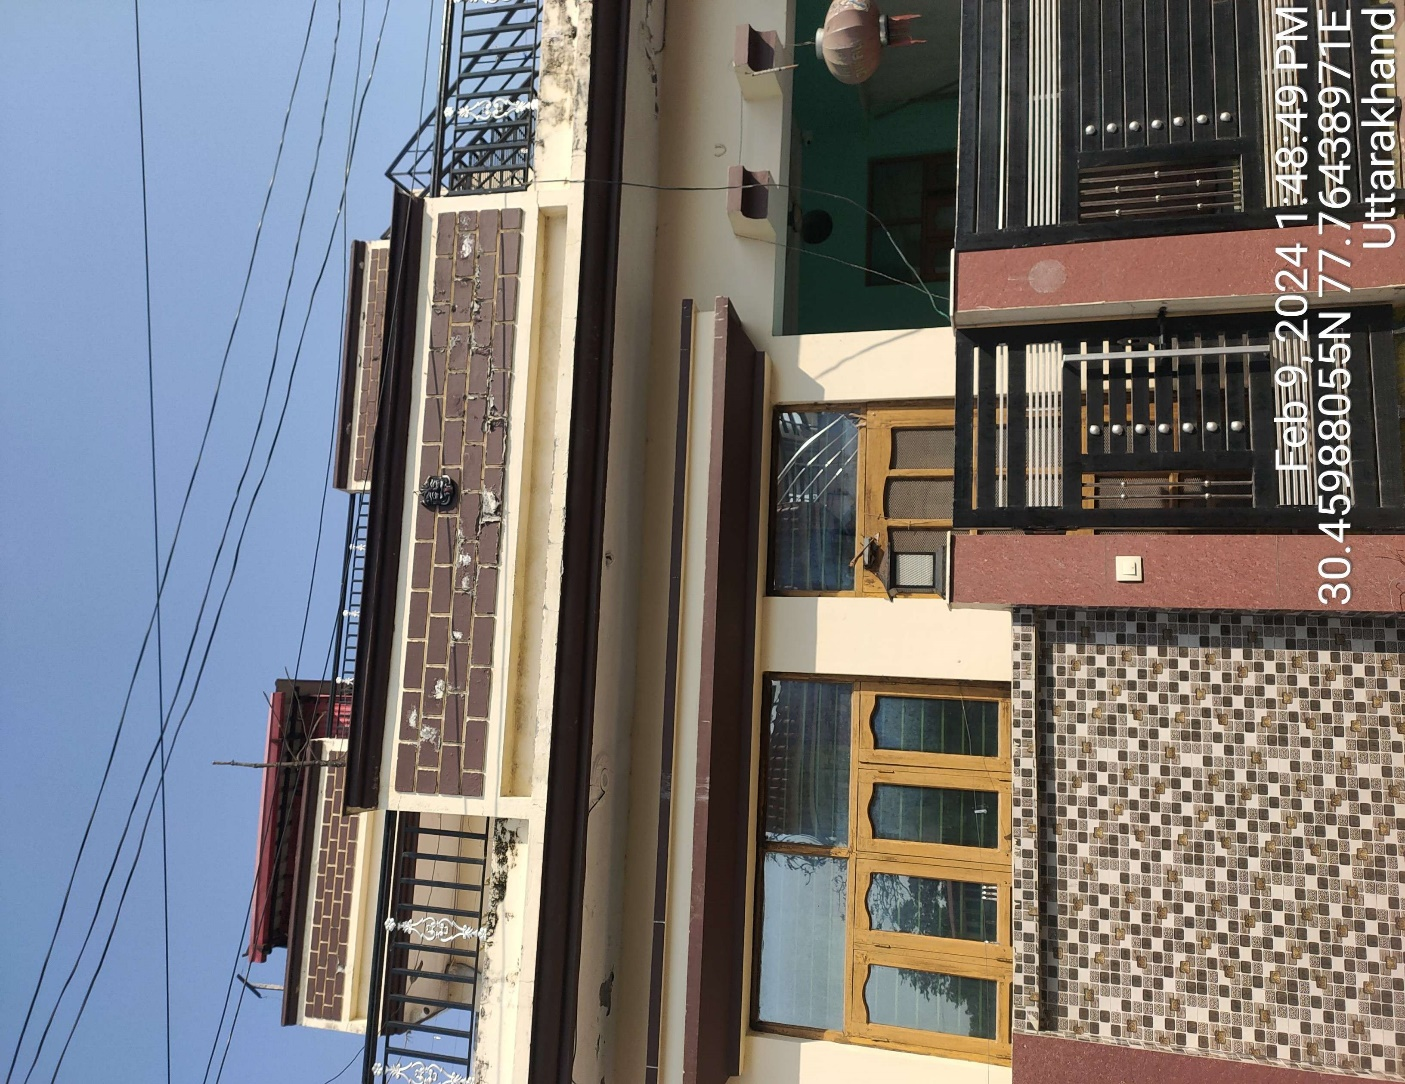 Feb 9, 2024 1:48:49 PM
30.45988055N 77.76438971E
Uttarakhand